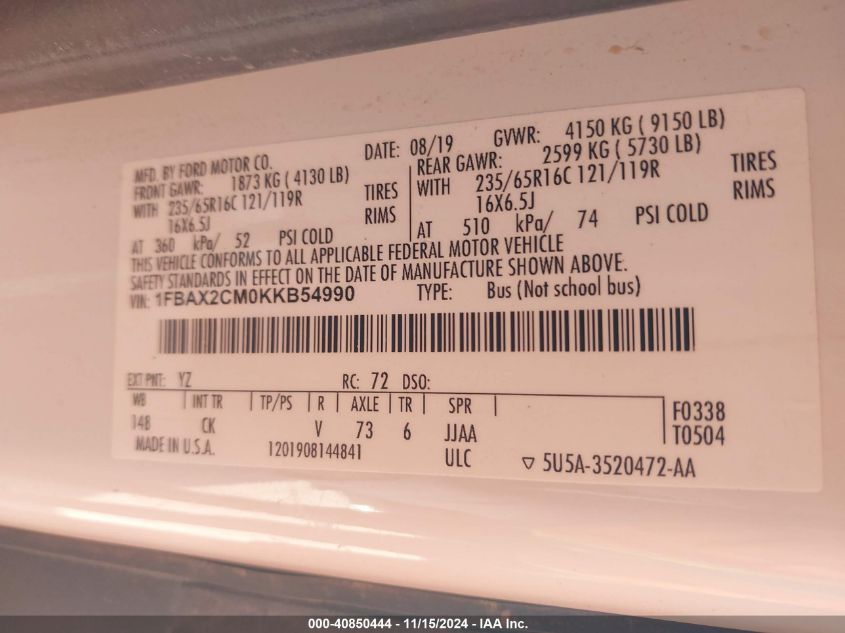 MFD. BY FORD MOTOR CO. DATE: 08/19 GVWR: 4150 KG ( 9150 LB)
FRONT GAWR: 1873 KG ( 4130 LB) REAR GAWR: 2599 KG ( 5730 LB)
WITH 235/65R16C 121/119R TIRES WITH 235/65R16C 121/119R TIRES
16X6.5J RIMS 16X6.5J RIMS
AT 360 kPa/ 52 PSI COLD AT 510 kPa/ 74 PSI COLD
THIS VEHICLE CONFORMS TO ALL APPLICABLE FEDERAL MOTOR VEHICLE
SAFETY STANDARDS IN EFFECT ON THE DATE OF MANUFACTURE SHOWN ABOVE.
VIN: 1FBAX2CM0KKB54990 TYPE: Bus (Not school bus)
EXT PNT: YZ RC: 72 DSO:
WB INT TR TP/PS R AXLE TR SPR F0338
148 CK V 73 6 JJAA T0504
MADE IN U.S.A. 1201908144841 ULC ▽ 5U5A-3520472-AA
000-40850444 - 11/15/2024 - IAA Inc.